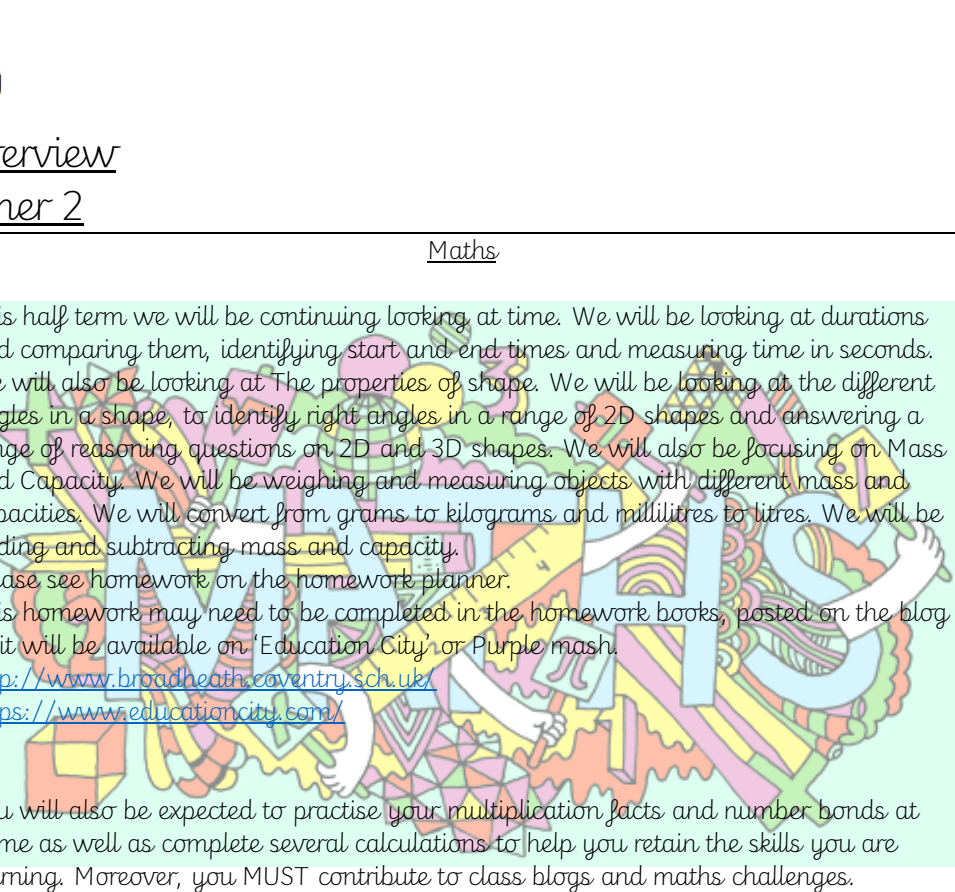 erview
er 2
Maths
is half term we will be continuing looking at time. We will be looking at durations
d comparing them, identifying start and end times and measuring time in seconds.
will also be looking at The properties of shape. We will be looking at the different
gles in a shape, to identify right angles in a range of 2D shapes and answering a
nge of reasoning questions on 2D and 3D shapes. We will also be focusing on Mass
d Capacity. We will be weighing and measuring objects with different mass and
pacities. We will convert from grams to kilograms and millilitres to litres. We will be
ding and subtracting mass and capacity.
ase see homework on the homework planner.
is homework may need to be completed in the homework books, posted on the blog
it will be available on ‘Education City’ or Purple mash.
p://www.broadheath.coventry.sch.uk/
ps://www.educationcity.com/
u will also be expected to practise your multiplication facts and number bonds at
me as well as complete several calculations to help you retain the skills you are
rning. Moreover, you MUST contribute to class blogs and maths challenges.
MATHS
3
2
4
π